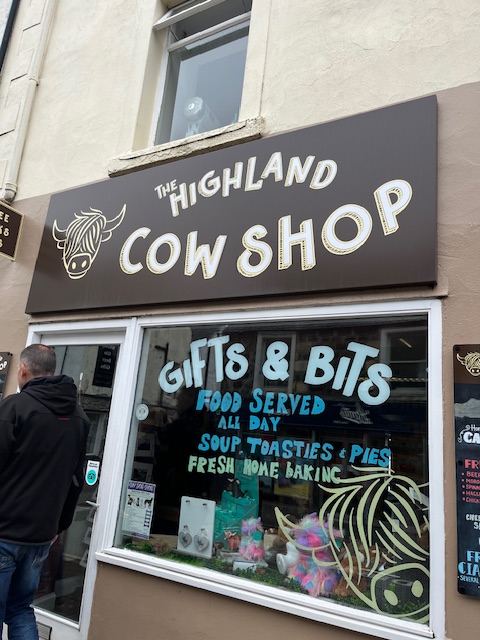 THE
HIGHLAND
COW SHOP
GIFTS & BITS
FOOD SERVED
ALL DAY
SOUP TOASTIES & PIES
FRESH HOME BAKING